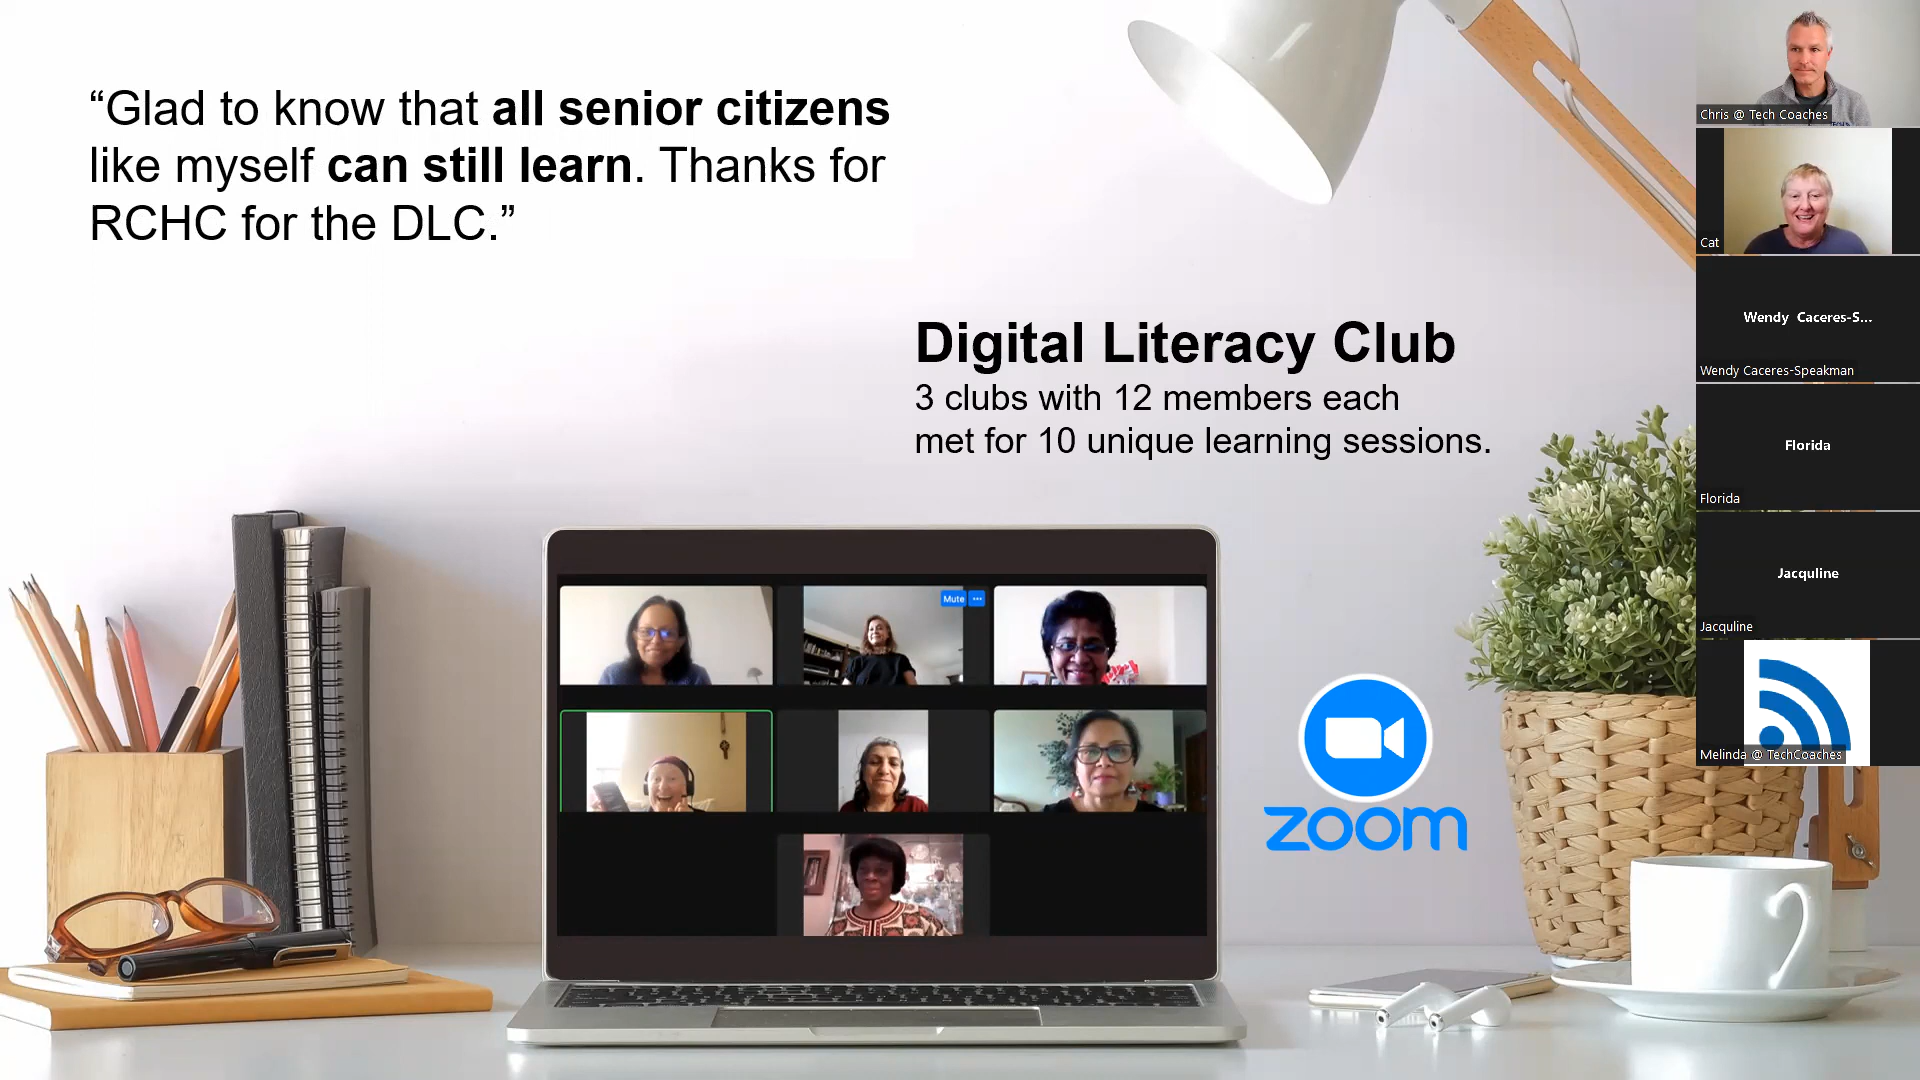 “Glad to know that all senior citizens
like myself can still learn. Thanks for
RCHC for the DLC.”
Digital Literacy Club
3 clubs with 12 members each
met for 10 unique learning sessions.
Mute
zoom
Chris @ Tech Coaches
Cat
Wendy Caceres-S...
Wendy Caceres-Speakman
Florida
Florida
Jacquline
Jacquline
Melinda @ TechCoaches